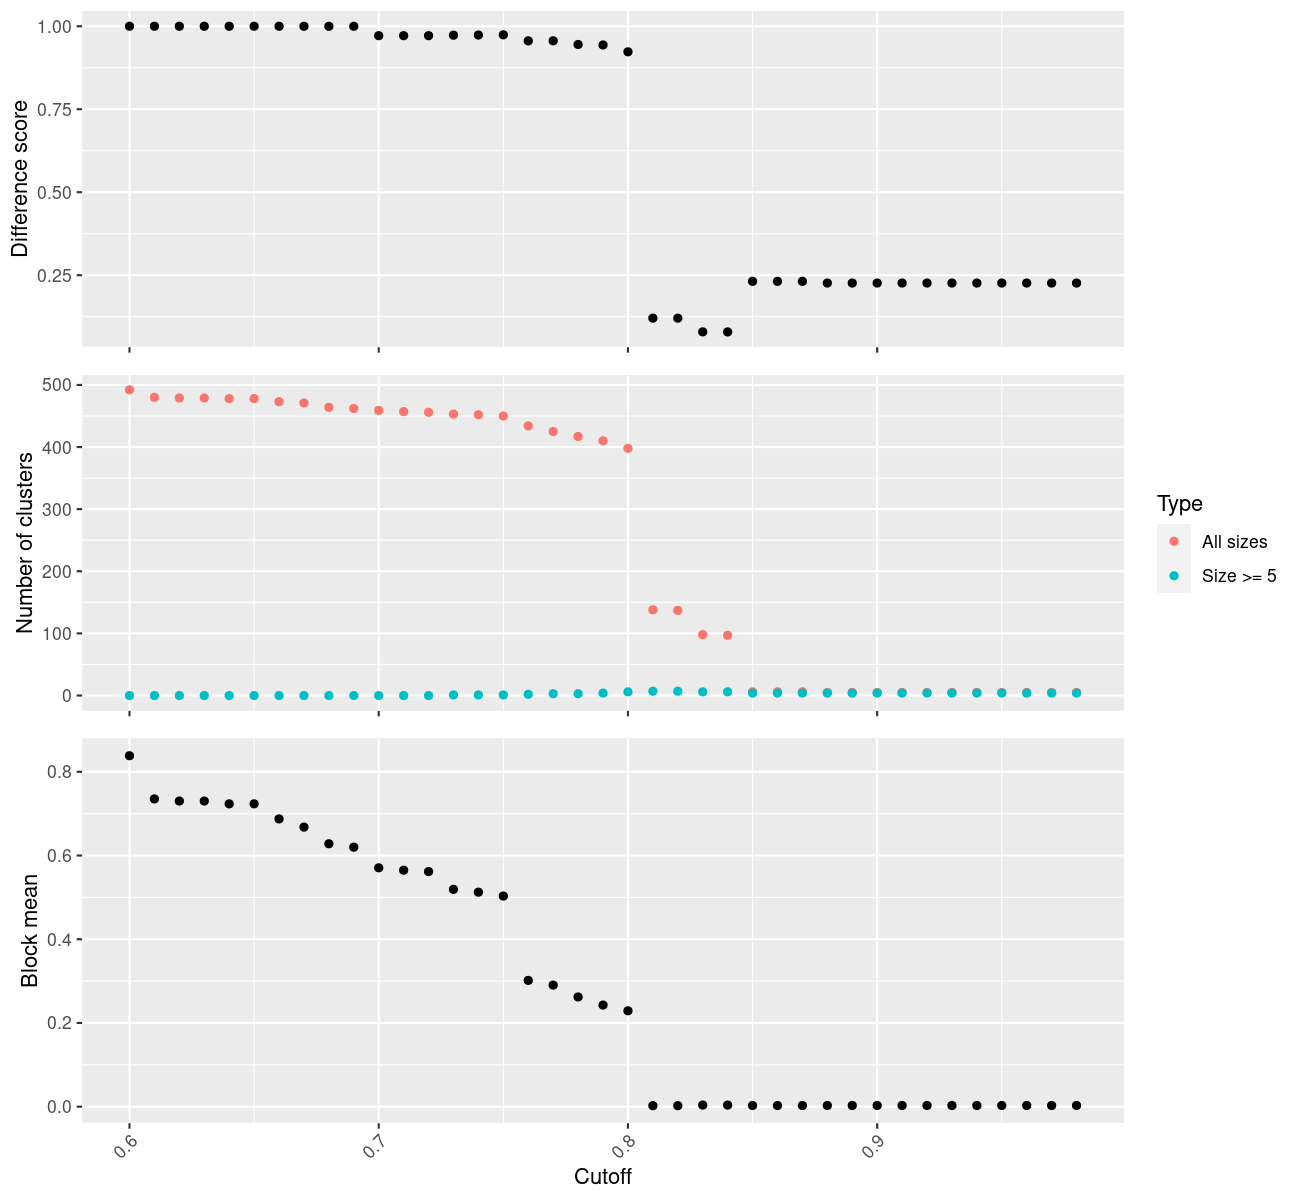 Difference score
1.00
0.75
0.50
0.25
Number of clusters
500
400
300
200
100
0
Type
All sizes
Size >= 5
Block mean
0.8
0.6
0.4
0.2
0.0
0.6 0.7 0.8 0.9
Cutoff